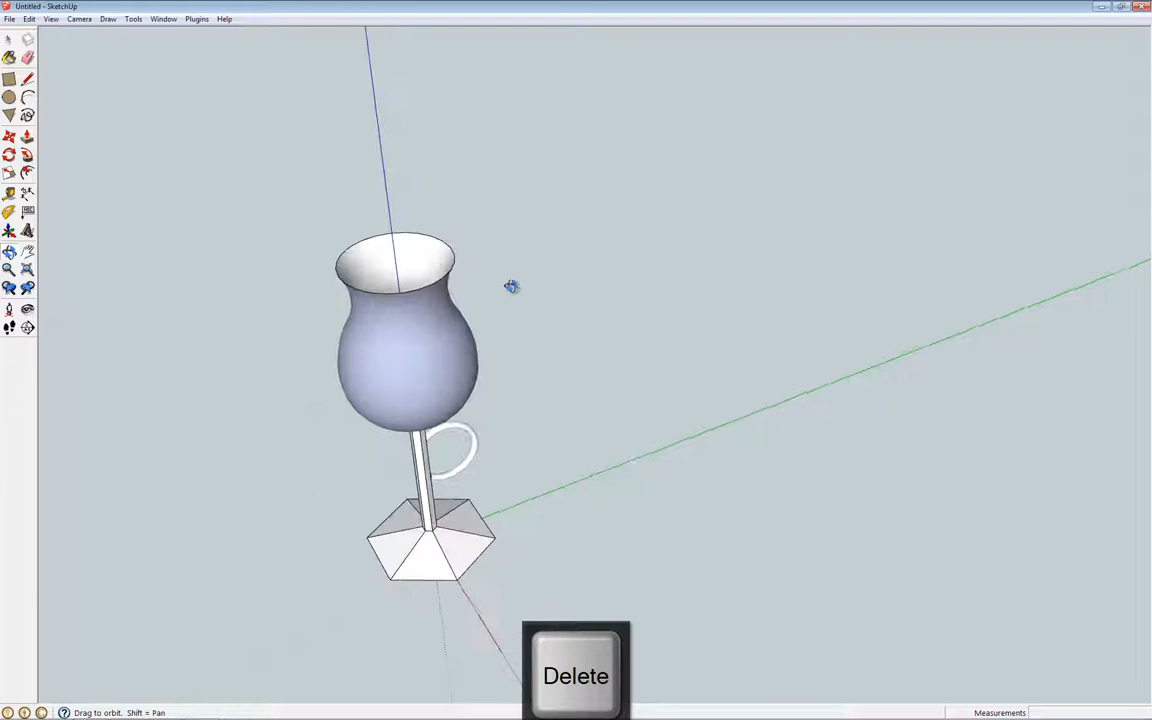 Untitled - SketchUp
File Edit View Camera Draw Tools Window Plugins Help
Delete
Drag to orbit. Shift = Pan
Measurements